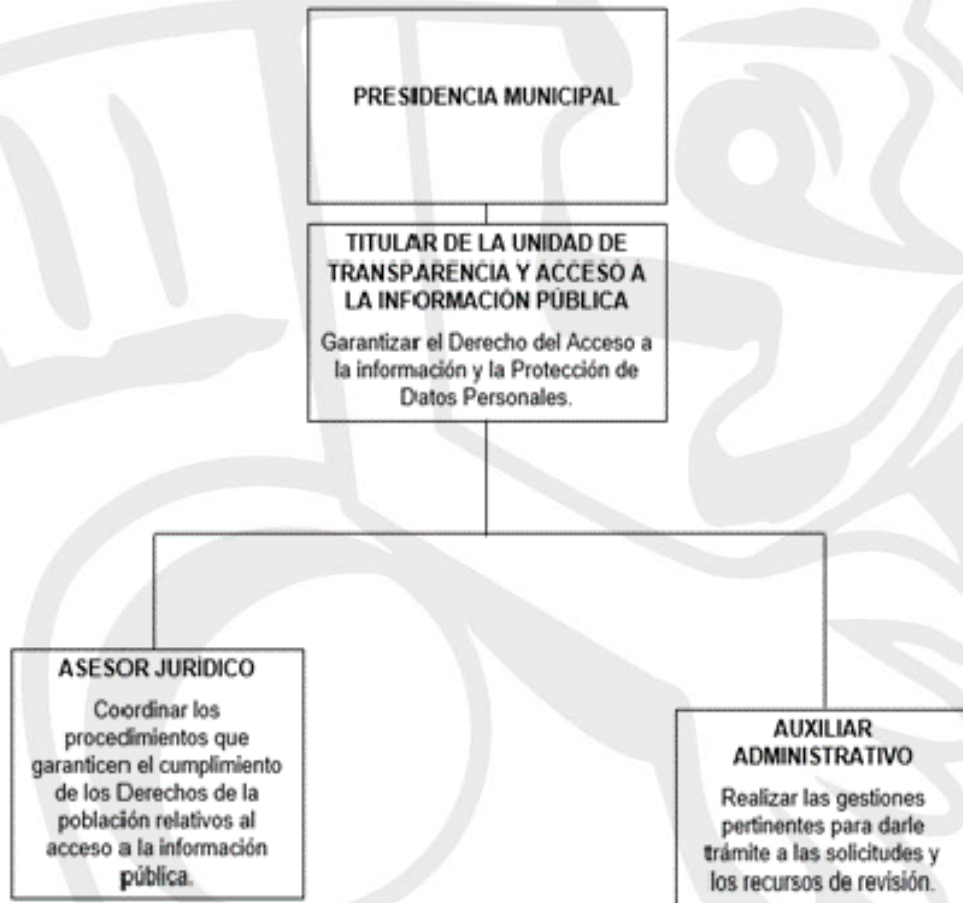 PRESIDENCIA MUNICIPAL
TITULAR DE LA UNIDAD DE
TRANSPARENCIA Y ACCESO A
LA INFORMACIÓN PÚBLICA
Garantizar el Derecho del Acceso a
la información y la Protección de
Datos Personales.
ASESOR JURÍDICO
Coordinar los
procedimientos que
garanticen el cumplimiento
de los Derechos de la
población relativos al
acceso a la información
pública.
AUXILIAR
ADMINISTRATIVO
Realizar las gestiones
pertinentes para darle
trámite a las solicitudes y
los recursos de revisión.